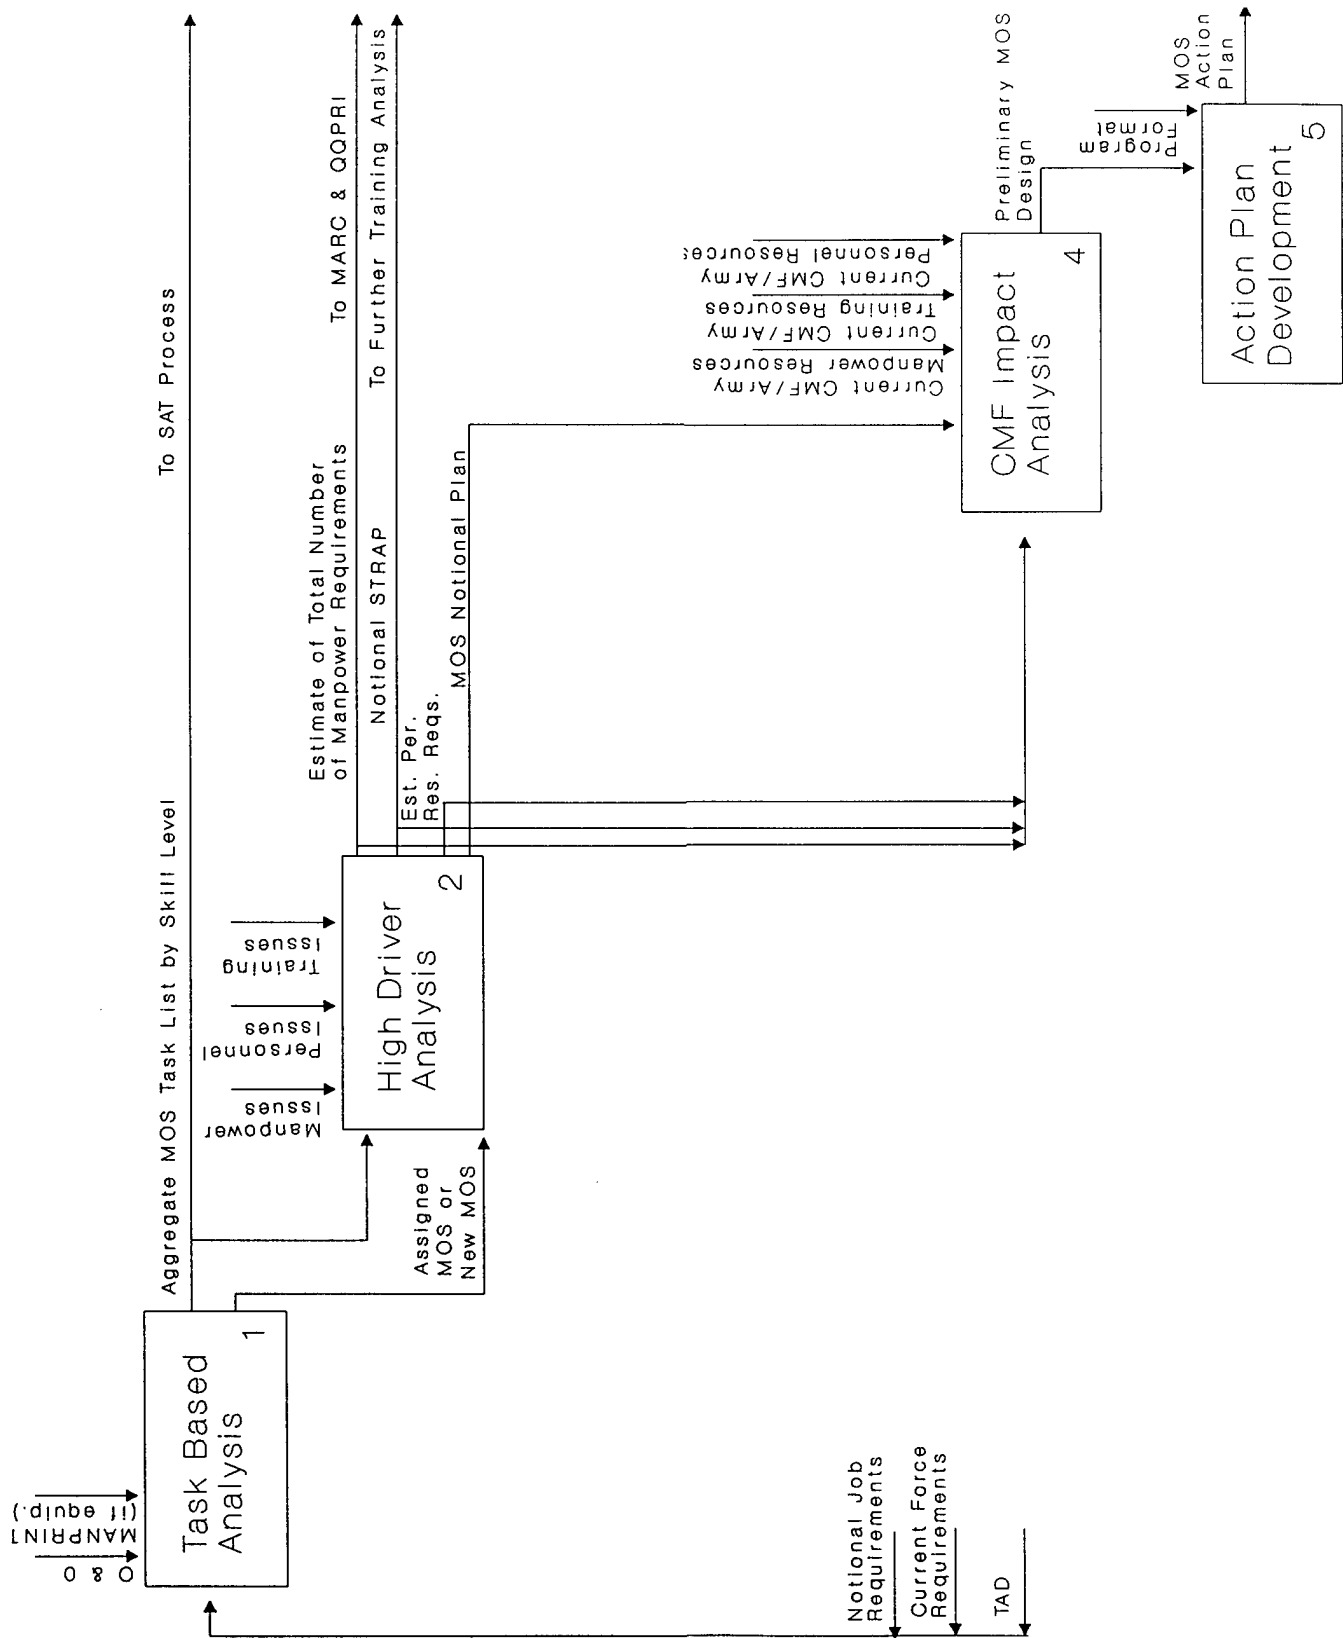 O & O
MANPRINT
(if equip.)
Task Based
Analysis
1
Aggregate MOS Task List by Skill Level
To SAT Process
Notional Job
Requirements
Current Force
Requirements
TAD
Assigned
MOS or
New MOS
Manpower
Issues
Personnel
Issues
Training
Issues
High Driver
Analysis
2
Estimate of Total Number
of Manpower Requirements
To MARC & QQPRI
Notional STRAP
To Further Training Analysis
Est. Per.
Res. Reqs.
MOS Notional Plan
Current CMF/Army
Manpower Resources
Current CMF/Army
Training Resources
Current CMF/Army
Personnel Resources
CMF Impact
Analysis
4
Preliminary MOS
Design
Program
Format
Action Plan
Development
5
MOS
Action
Plan